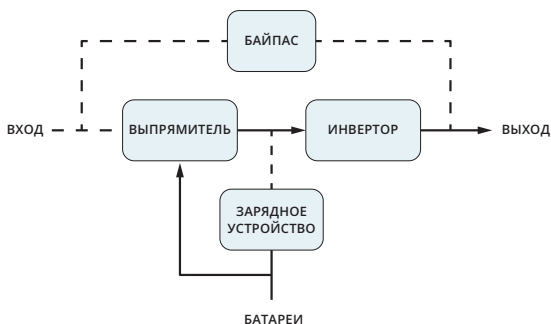 БАЙПАС
ВХОД
ВЫПРЯМИТЕЛЬ
ИНВЕРТОР
ВЫХОД
ЗАРЯДНОЕ
УСТРОЙСТВО
БАТАРЕИ